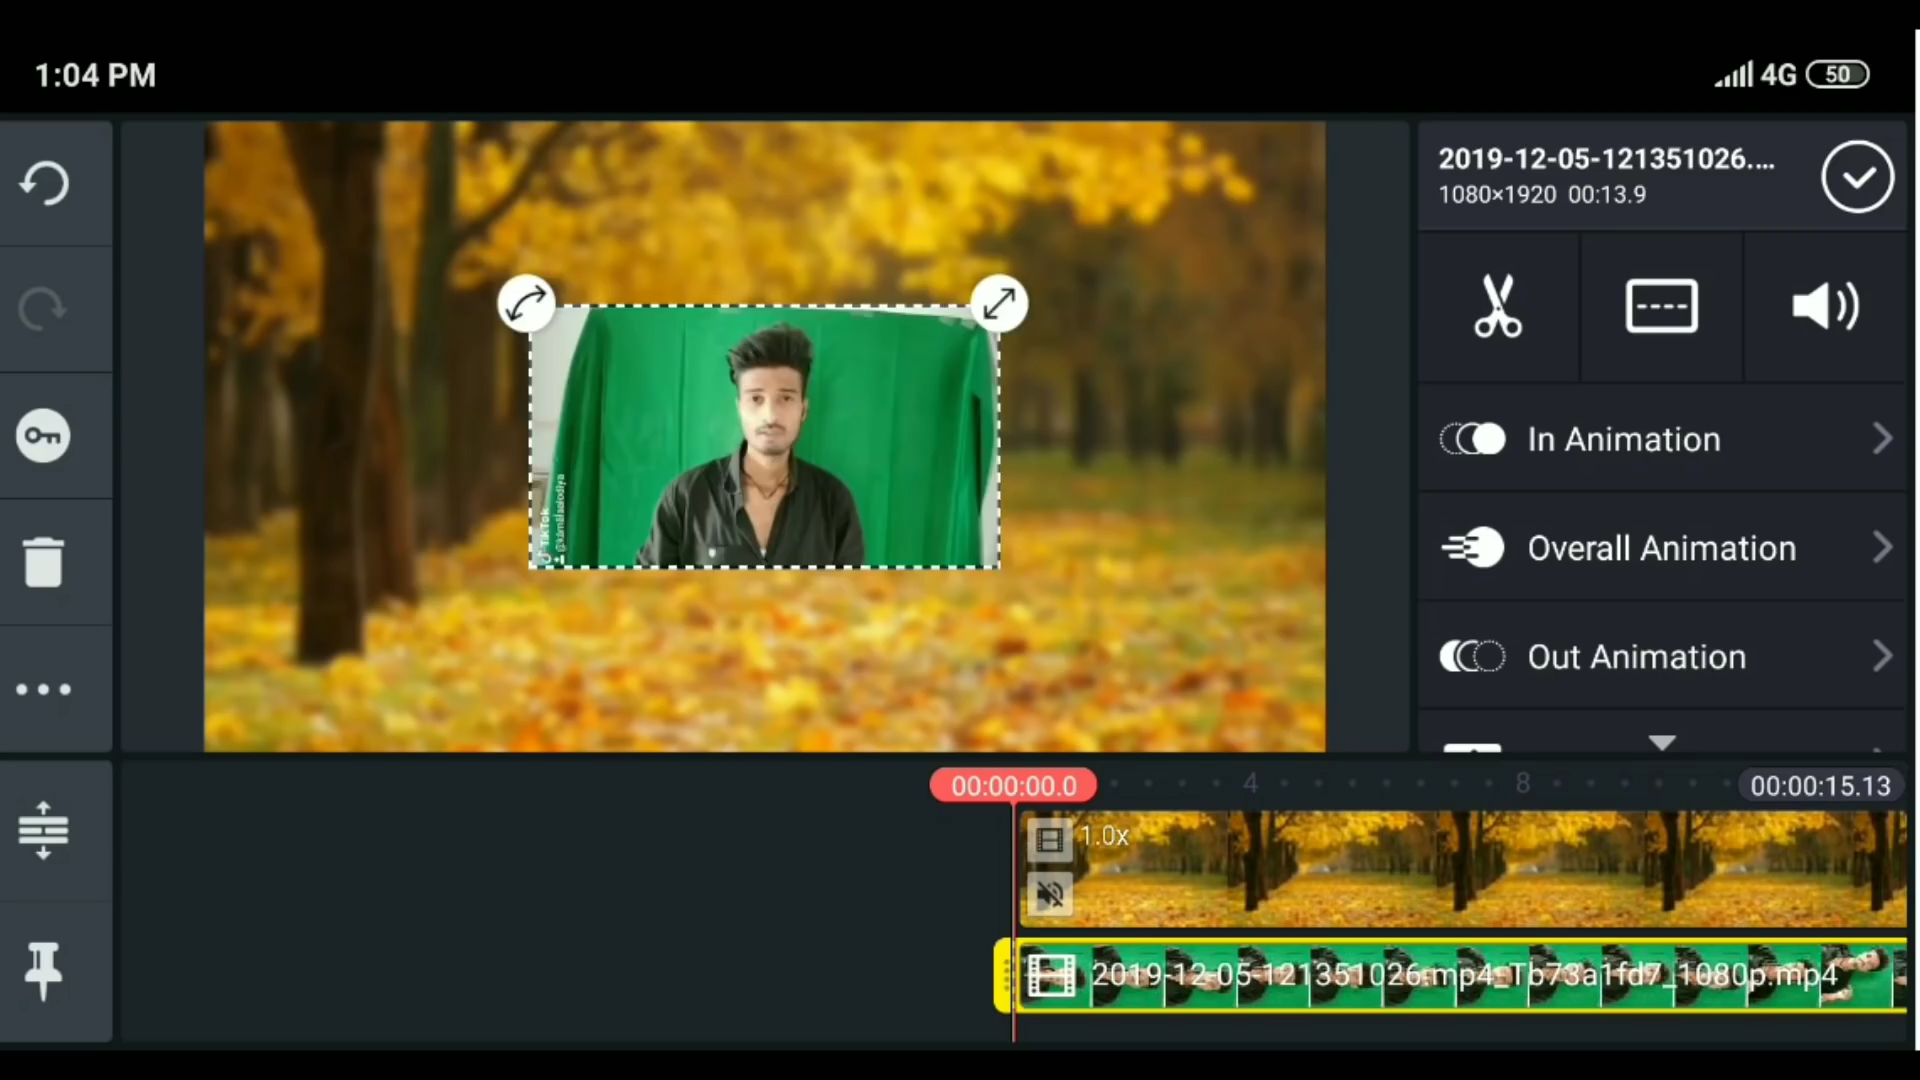 1:04 PM
4G 50
2019-12-05-121351026....
1080×1920 00:13.9
In Animation
Overall Animation
Out Animation
TikTok
00:00:00.0
4
8
00:00:15.13
1.0x
2019-12-05-121351026.mp4_Tb73a1fd7_1080p.mp4